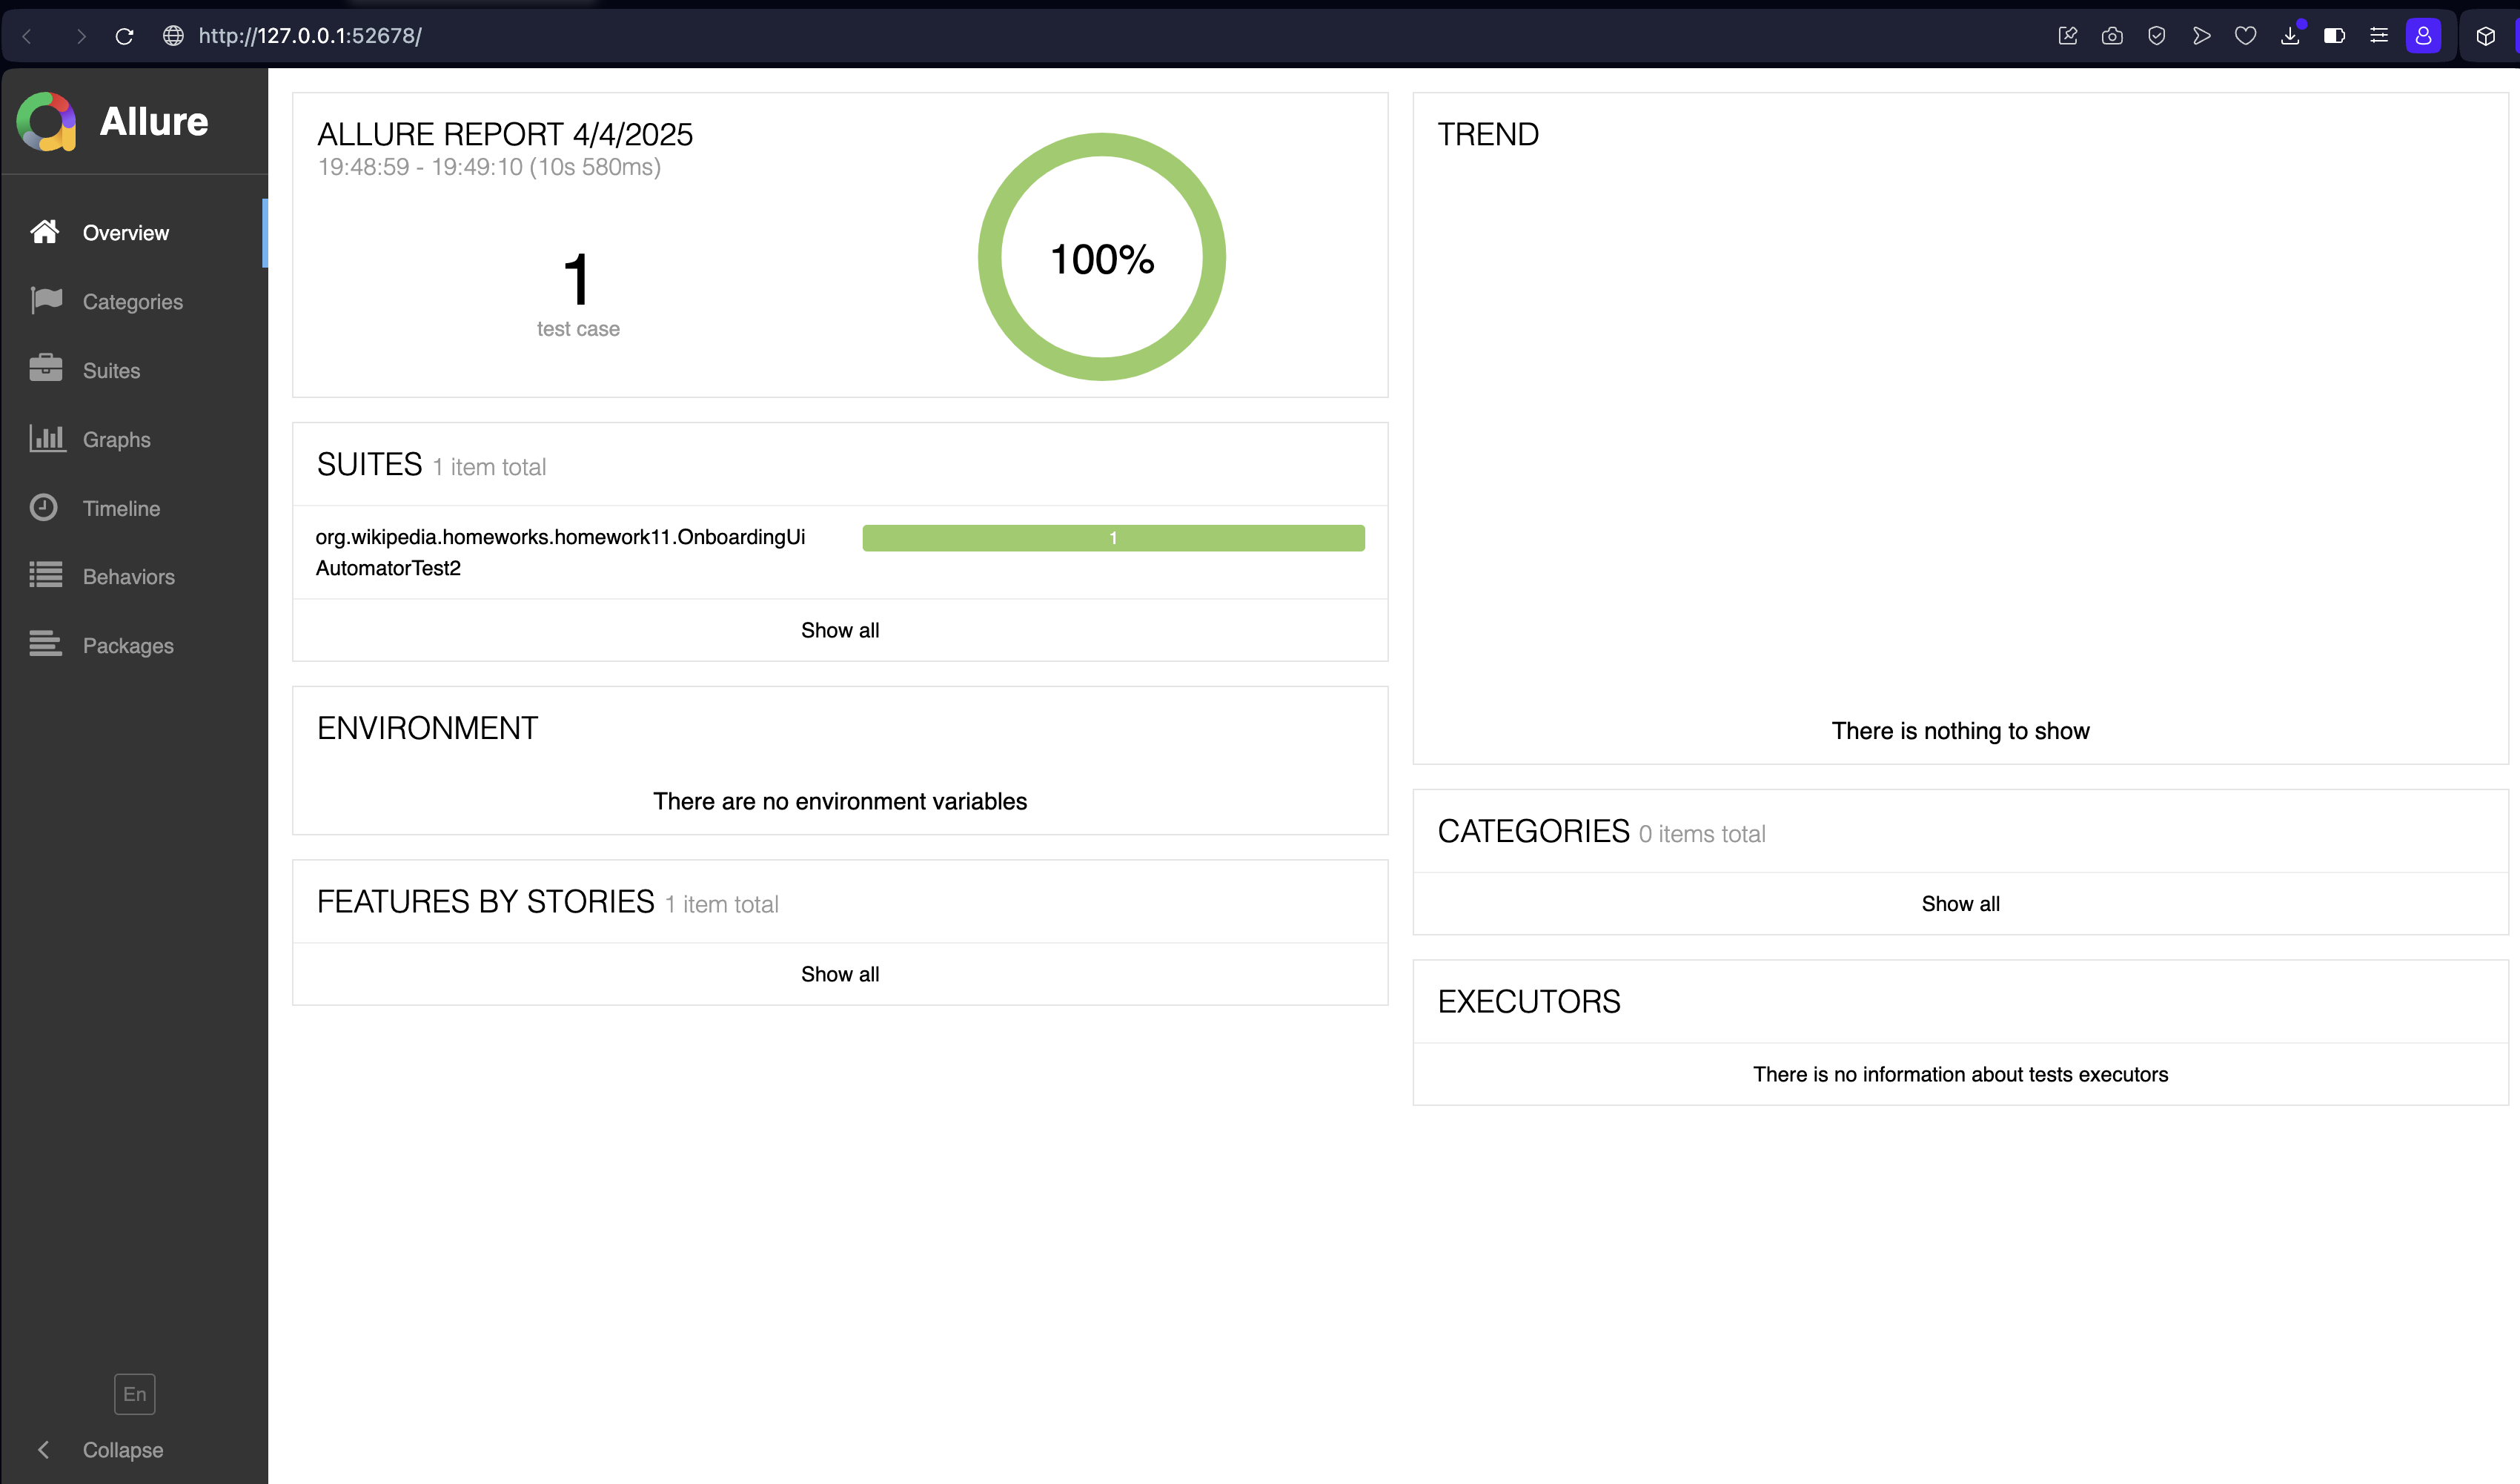 http://127.0.0.1:52678/
Allure
Overview
Categories
Suites
Graphs
Timeline
Behaviors
Packages
En
Collapse
ALLURE REPORT 4/4/2025
19:48:59 - 19:49:10 (10s 580ms)
1
test case
100%
SUITES 1 item total
org.wikipedia.homeworks.homework11.OnboardingUi
AutomatorTest2
1
Show all
ENVIRONMENT
There are no environment variables
FEATURES BY STORIES 1 item total
Show all
TREND
There is nothing to show
CATEGORIES 0 items total
Show all
EXECUTORS
There is no information about tests executors